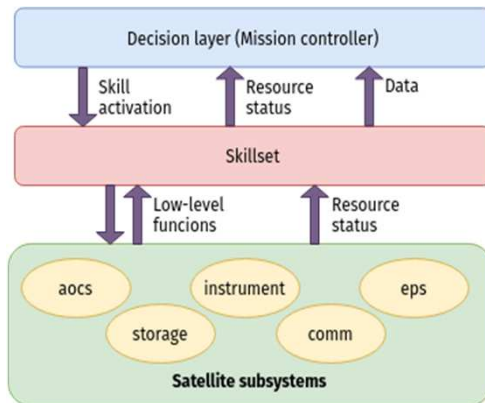 Decision layer (Mission controller)
Skill
activation
Resource
status
Data
Skillset
Low-level
funcions
Resource
status
aocs
instrument
eps
storage
comm
Satellite subsystems